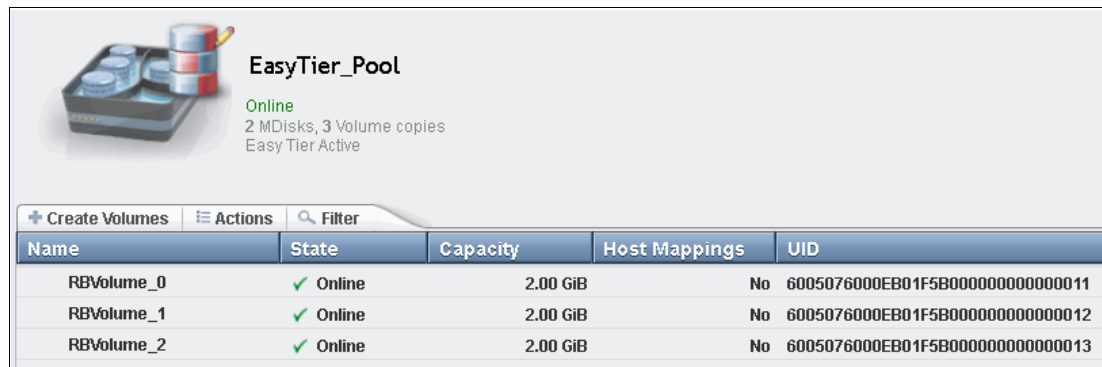 EasyTier_Pool
Online
2 MDisks, 3 Volume copies
Easy Tier Active
Create Volumes Actions Filter
Name State Capacity Host Mappings UID
RBVolume_0 Online 2.00 GiB No 6005076000EB01F5B000000000000011
RBVolume_1 Online 2.00 GiB No 6005076000EB01F5B000000000000012
RBVolume_2 Online 2.00 GiB No 6005076000EB01F5B000000000000013